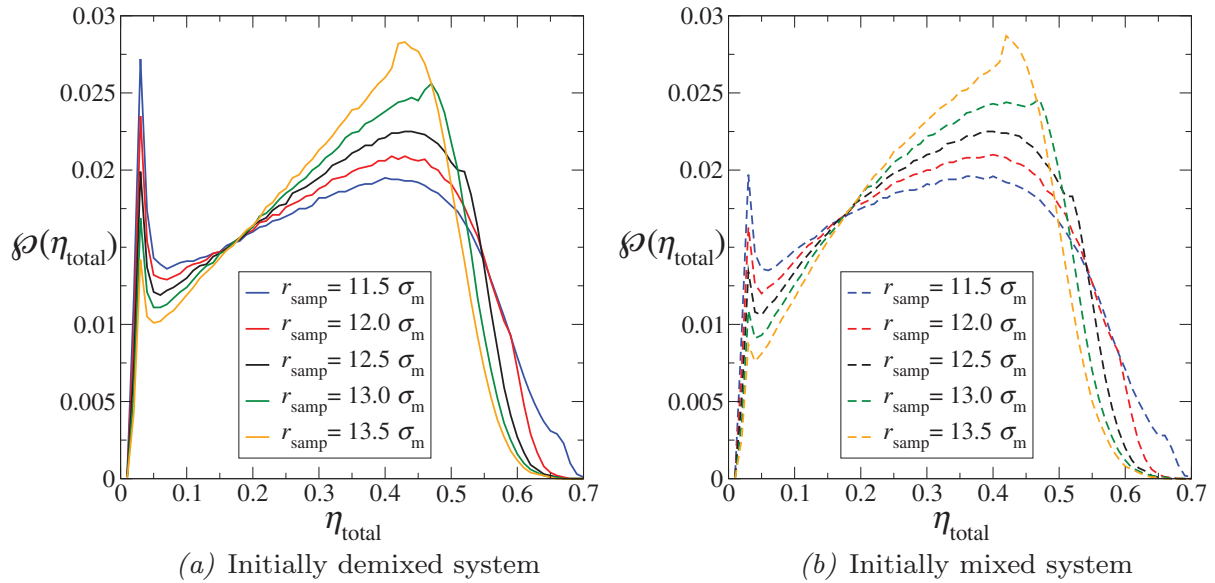 0.03
0.025
0.02
0.015
0.01
0.005
0
℘(η_total)
r_samp = 11.5 σ_m
r_samp = 12.0 σ_m
r_samp = 12.5 σ_m
r_samp = 13.0 σ_m
r_samp = 13.5 σ_m
0 0.1 0.2 0.3 0.4 0.5 0.6 0.7
η_total
(a) Initially demixed system
0.03
0.025
0.02
0.015
0.01
0.005
0
℘(η_total)
r_samp = 11.5 σ_m
r_samp = 12.0 σ_m
r_samp = 12.5 σ_m
r_samp = 13.0 σ_m
r_samp = 13.5 σ_m
0 0.1 0.2 0.3 0.4 0.5 0.6 0.7
η_total
(b) Initially mixed system